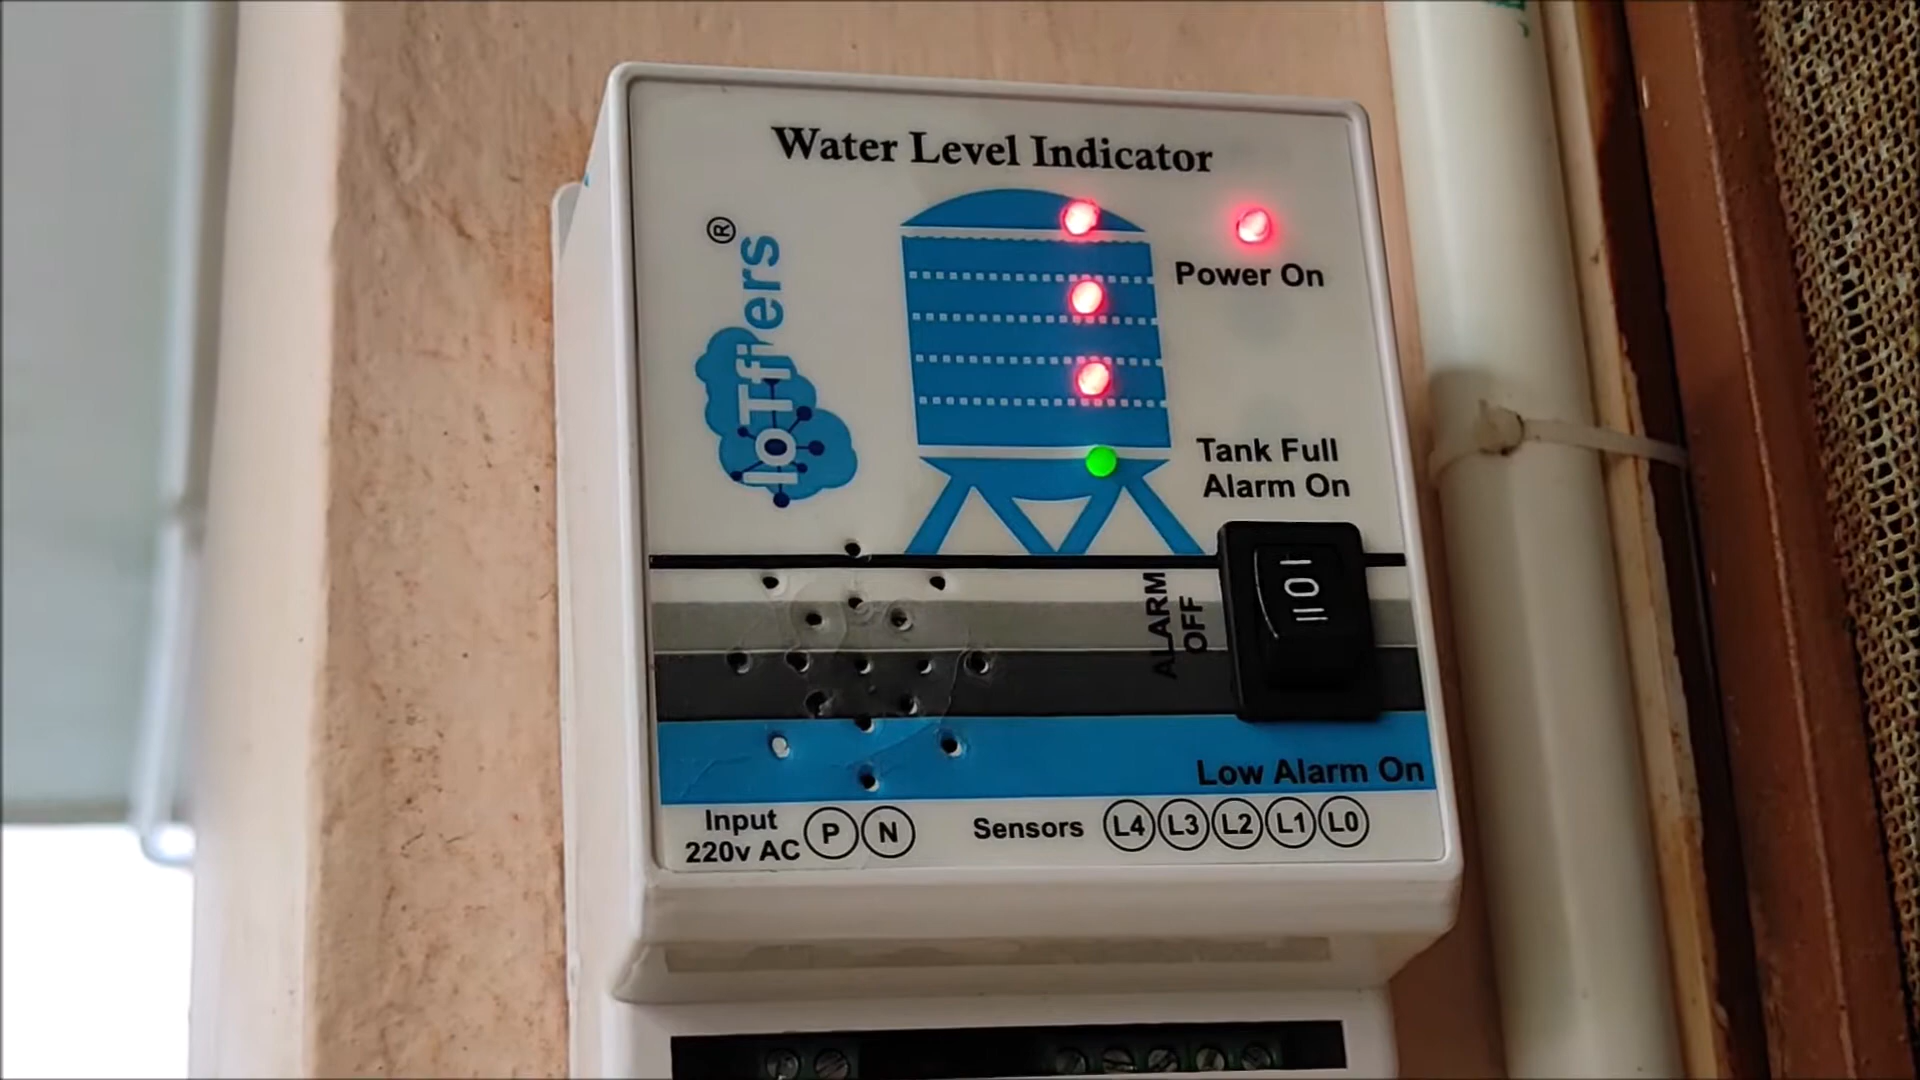 Water Level Indicator
IoTfiers®
Power On
Tank Full
Alarm On
ALARM
OFF
I O II
Low Alarm On
Input
220v AC
P N
Sensors
L4 L3 L2 L1 L0